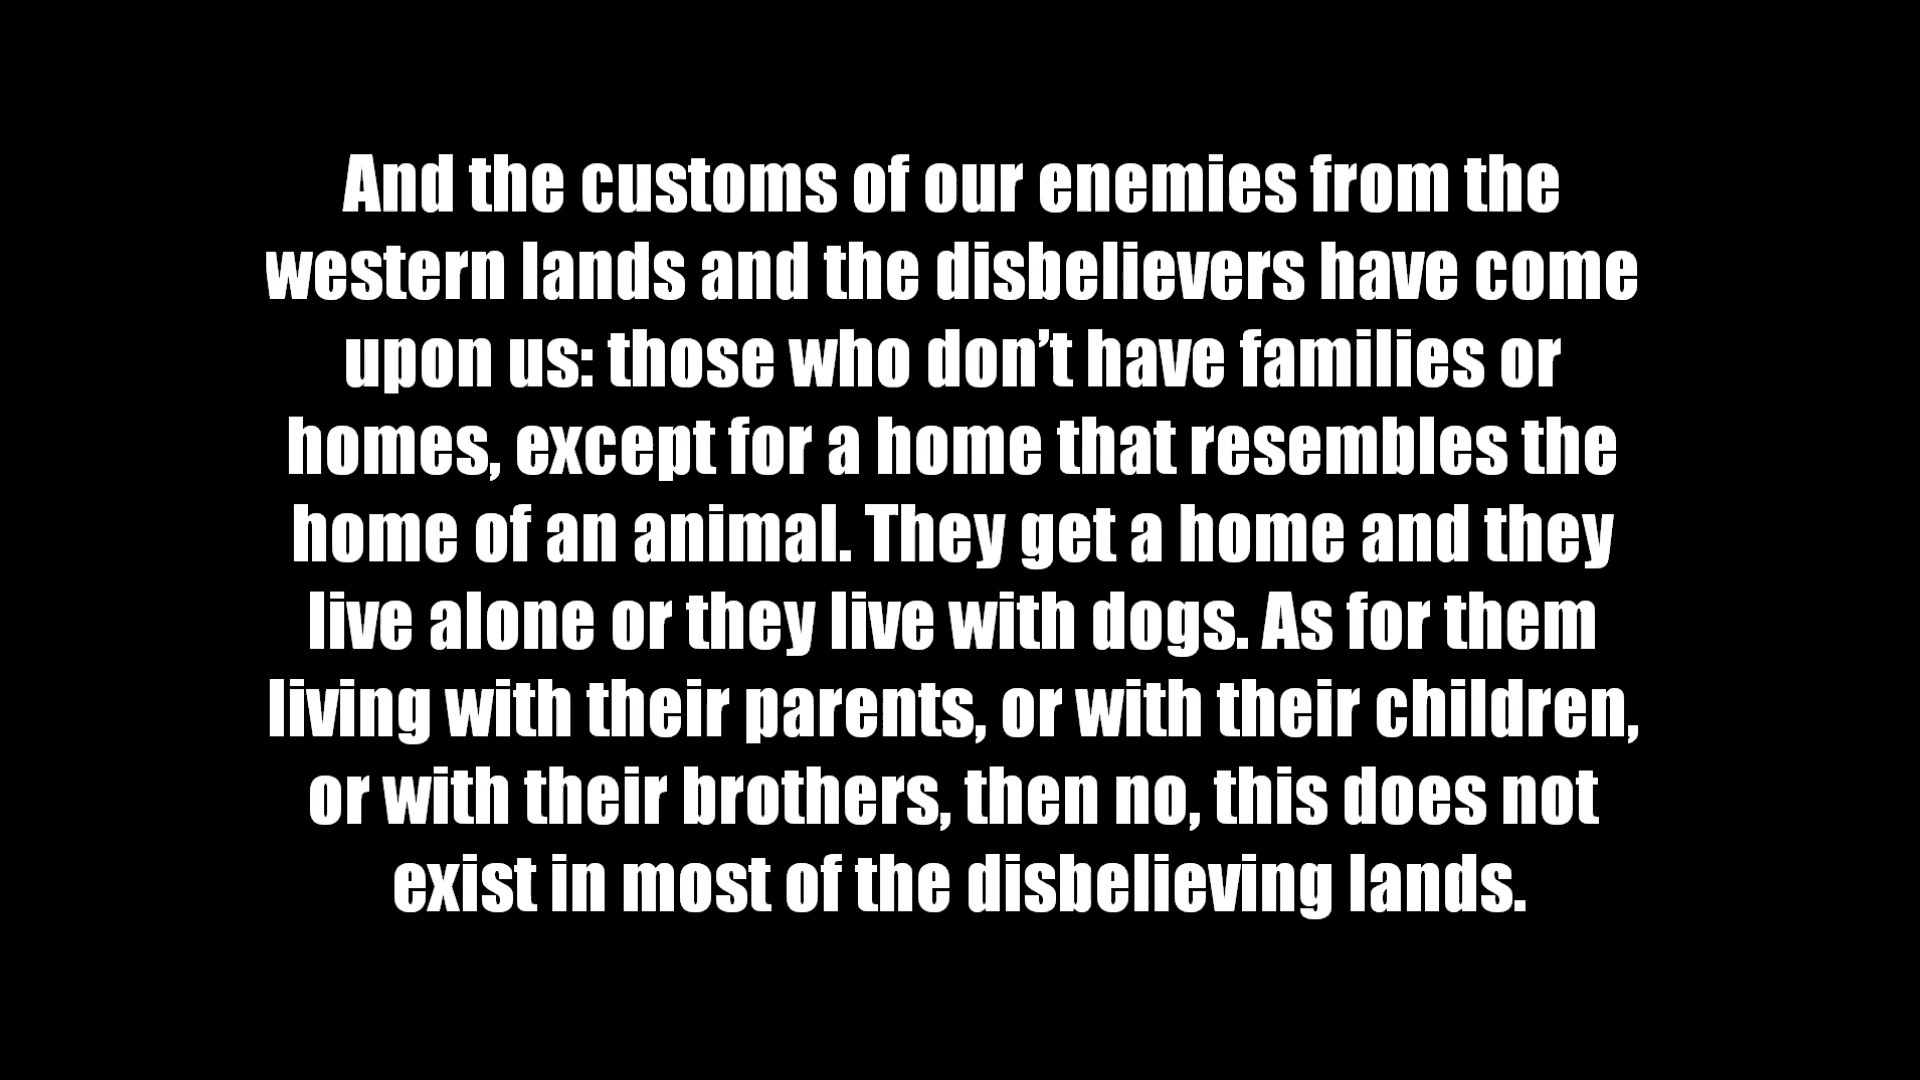 And the customs of our enemies from the
western lands and the disbelievers have come
upon us: those who don’t have families or
homes, except for a home that resembles the
home of an animal. They get a home and they
live alone or they live with dogs. As for them
living with their parents, or with their children,
or with their brothers, then no, this does not
exist in most of the disbelieving lands.